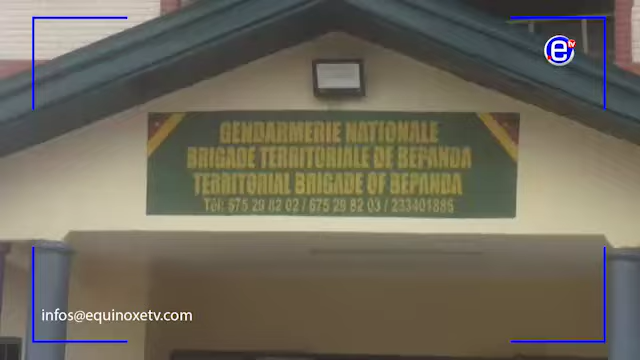 e tv
GENDARMERIE NATIONALE
BRIGADE TERRITORIALE DE BEPANDA
TERRITORIAL BRIGADE OF BEPANDA
Tél: 675 29 82 02 / 675 29 82 03 / 233401885
infos@equinoxetv.com